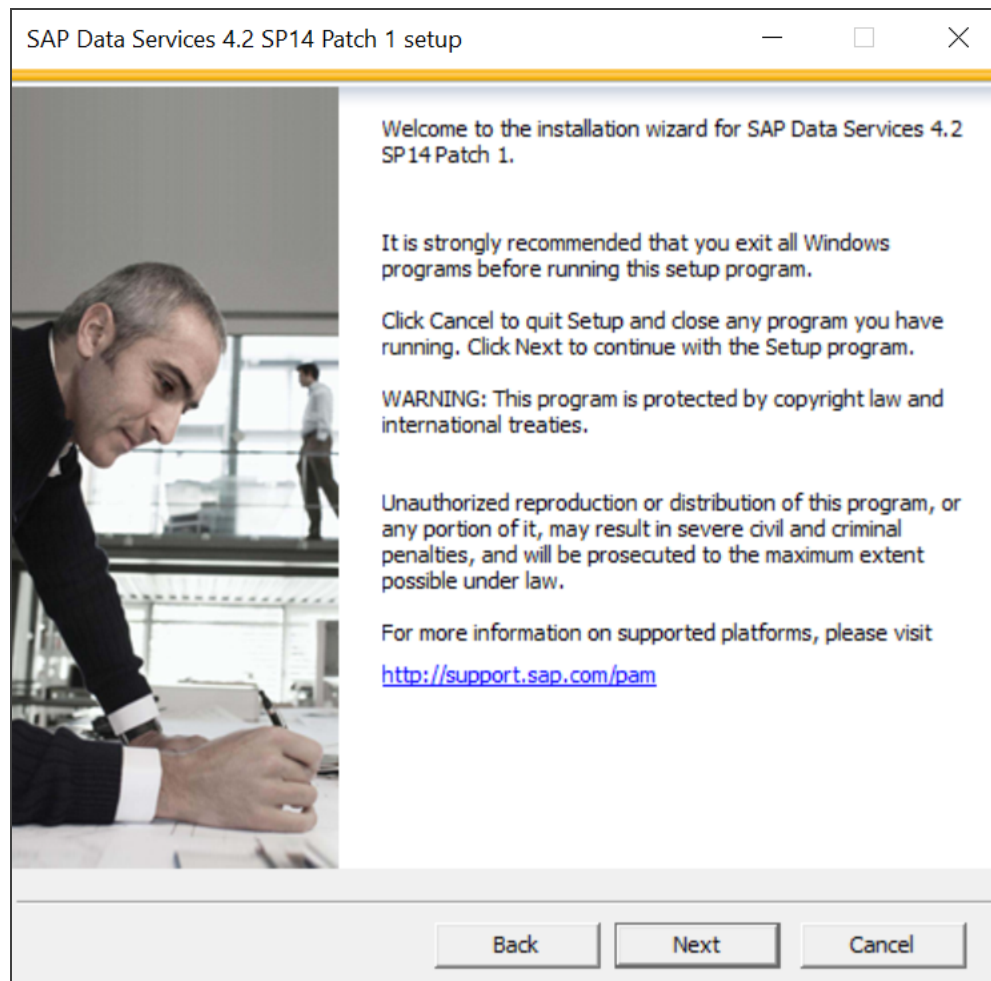 SAP Data Services 4.2 SP14 Patch 1 setup
Welcome to the installation wizard for SAP Data Services 4.2
SP14 Patch 1.
It is strongly recommended that you exit all Windows
programs before running this setup program.
Click Cancel to quit Setup and close any program you have
running. Click Next to continue with the Setup program.
WARNING: This program is protected by copyright law and
international treaties.
Unauthorized reproduction or distribution of this program, or
any portion of it, may result in severe civil and criminal
penalties, and will be prosecuted to the maximum extent
possible under law.
For more information on supported platforms, please visit
http://support.sap.com/pam
Back Next Cancel